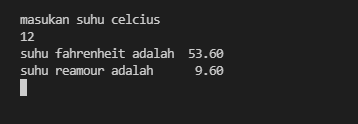 masukan suhu celcius
12
suhu fahrenheit adalah  53.60
suhu reamour adalah      9.60